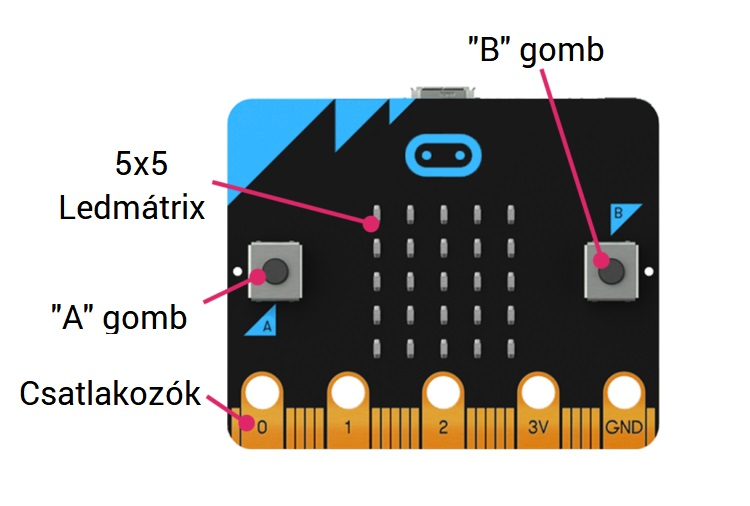 "B" gomb
5x5
Ledmátrix
B
"A" gomb
A
Csatlakozók
0
1
2
3V
GND